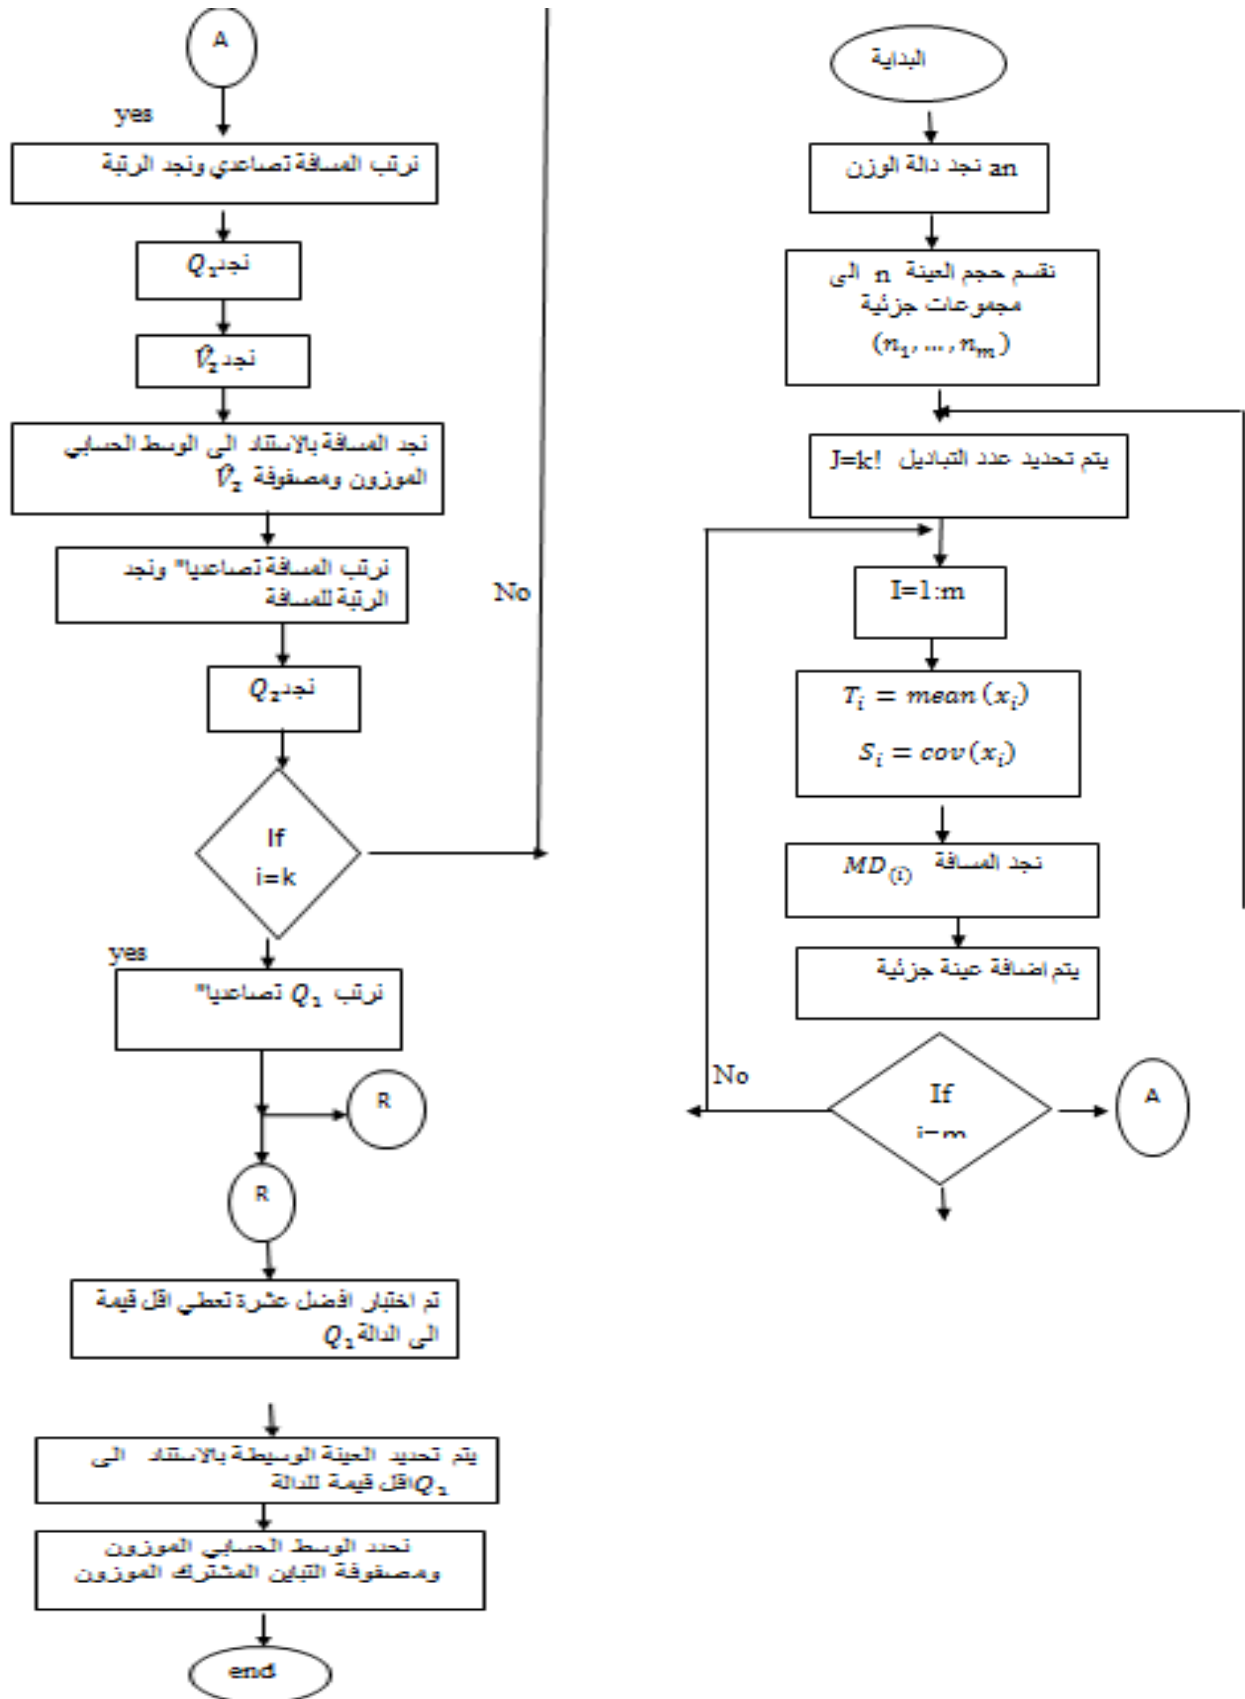 البداية
an نجد دالة الوزن
نقسم حجم العينة n الى
مجموعات جزئية
(n₁, ... , nₘ)
يتم تحديد عدد التباديل J=k!
I=1:m
Tᵢ = mean (xᵢ)
Sᵢ = cov (xᵢ)
نجد المسافة MD₍ᵢ₎
يتم اضافة عينة جزئية
No
If
i=m
A
A
yes
نرتب المسافة تصاعدي ونجد الرتبة
نجد Q₁
نجد V̂₂
نجد المسافة بالاستناد الى الوسط الحسابي
الموزون ومصفوفة V̂₂
نرتب المسافة تصاعديا" ونجد
الرتبة للمسافة
No
نجد Q₂
If
i=k
yes
نرتب Q₁ تصاعديا"
R
R
تم اختيار افضل عشرة تعطي اقل قيمة
الى الدالة Q₁
يتم تحديد العينة الوسيطة بالاستناد الى
اقل قيمة للدالة Q₁
نحدد الوسط الحسابي الموزون
ومصفوفة التباين المشترك الموزون
end